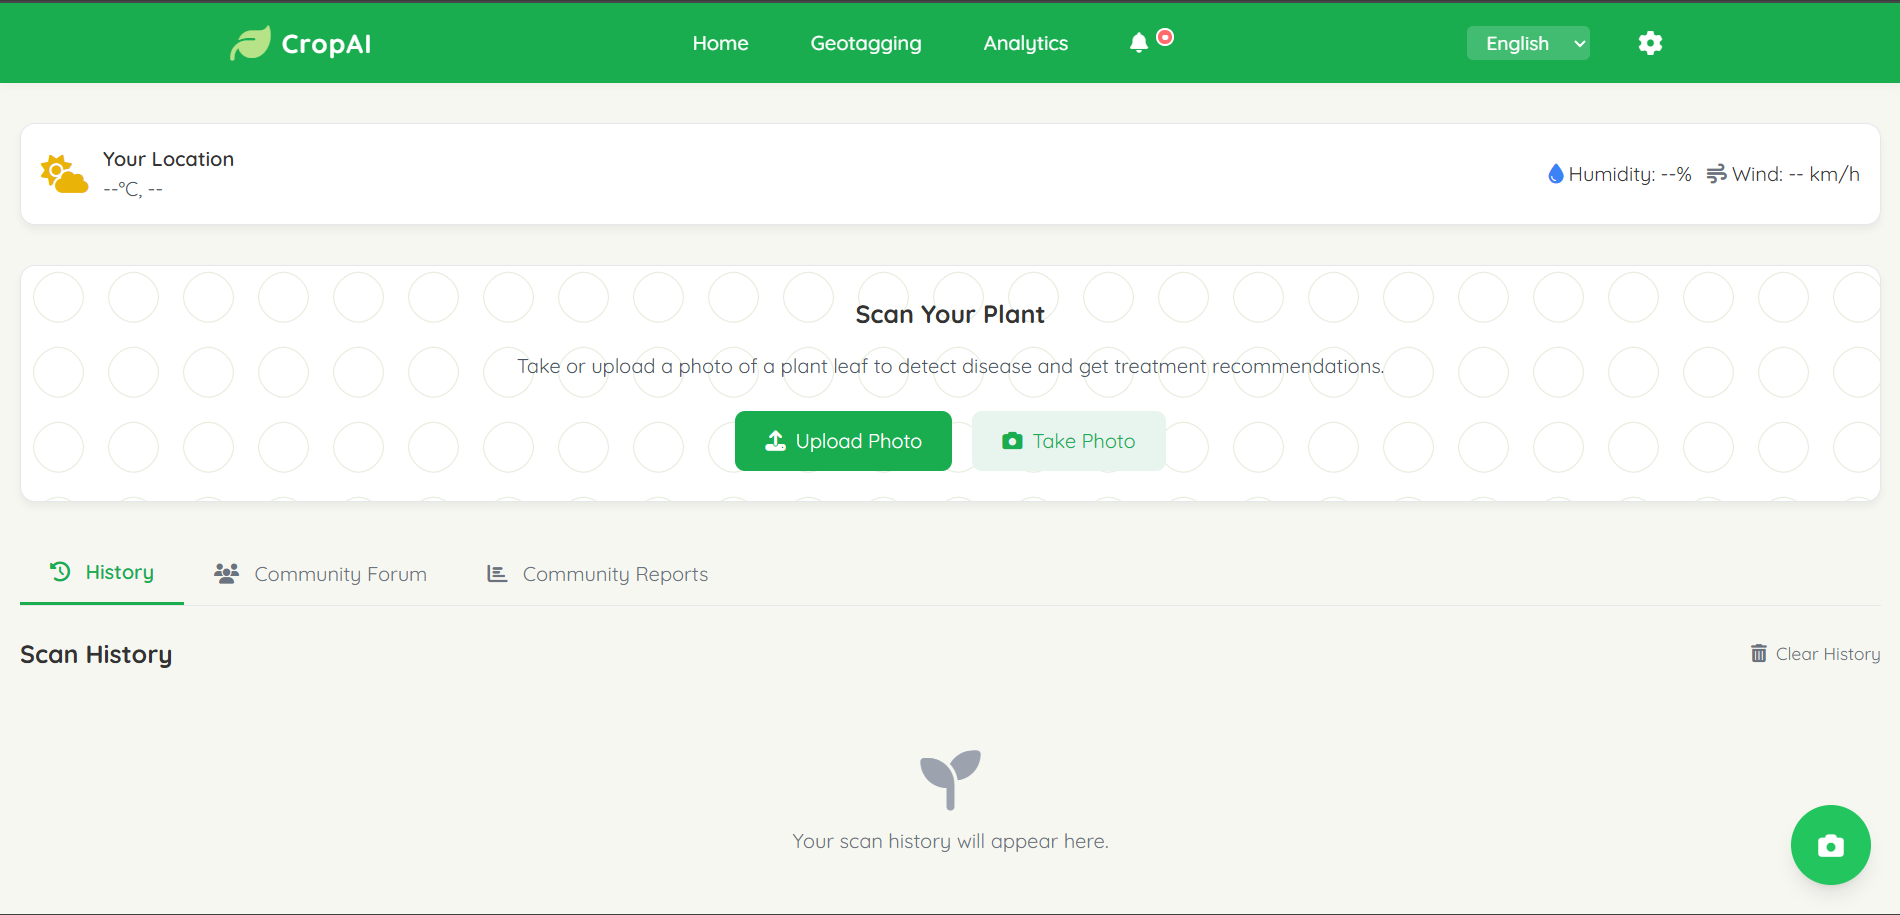 CropAI
Home
Geotagging
Analytics
English
Your Location
--°C, --
Humidity: --%
Wind: -- km/h
Scan Your Plant
Take or upload a photo of a plant leaf to detect disease and get treatment recommendations.
Upload Photo
Take Photo
History
Community Forum
Community Reports
Scan History
Clear History
Your scan history will appear here.